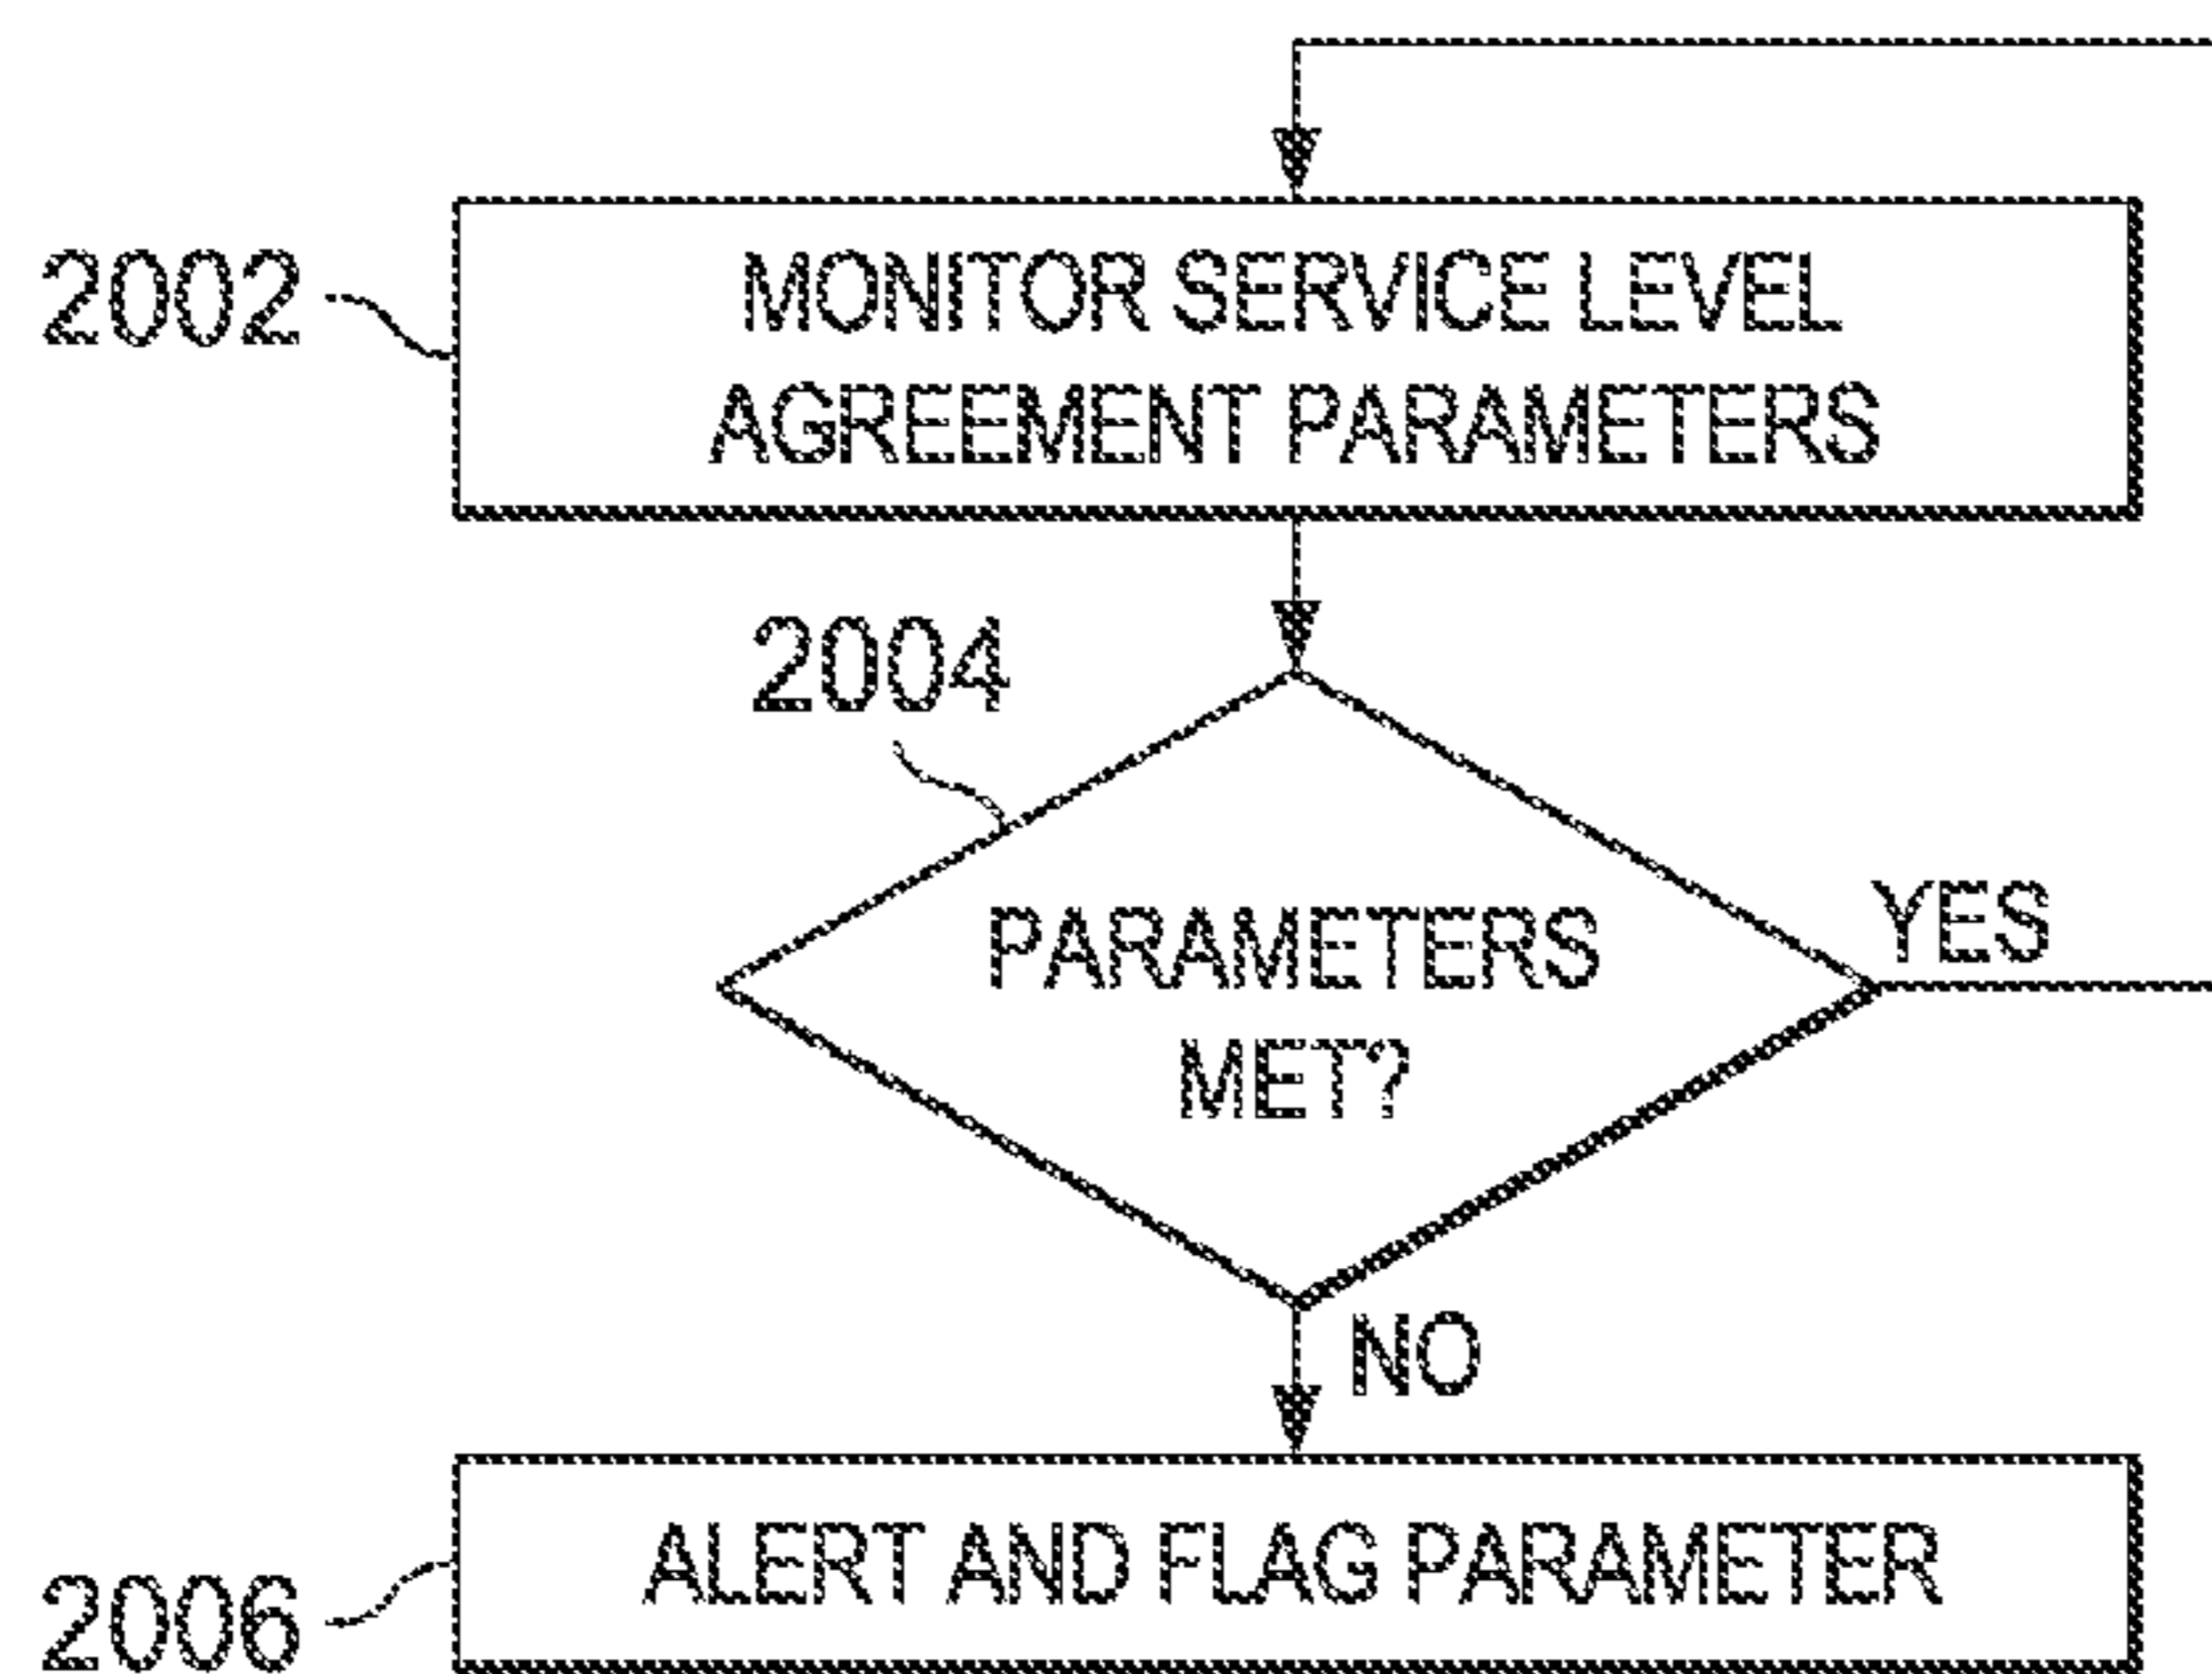 2002
MONITOR SERVICE LEVEL
AGREEMENT PARAMETERS
2004
PARAMETERS
MET?
YES
NO
ALERT AND FLAG PARAMETER
2006